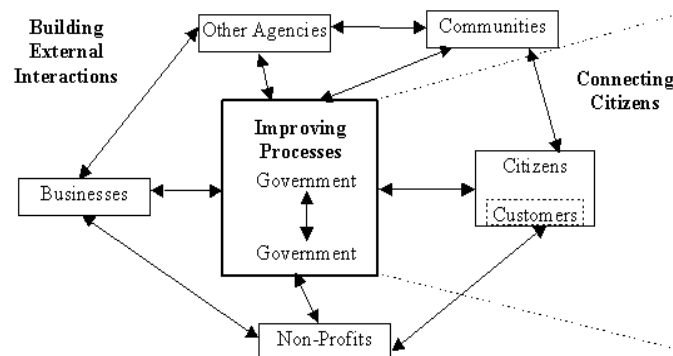 Building
External
Interactions
Other Agencies
Communities
Connecting
Citizens
Improving
Processes
Government
Government
Businesses
Citizens
Customers
Non-Profits